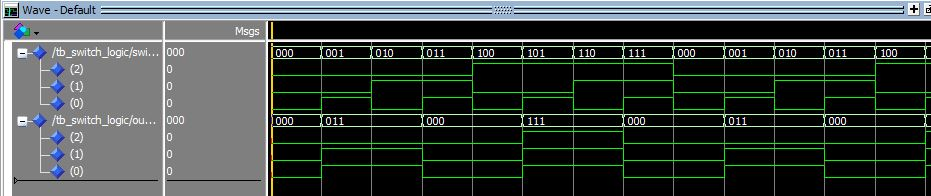 Wave - Default
Msgs
/tb_switch_logic/swi... 000 000 001 010 011 100 101 110 111 000 001 010 011 100
(2) 0
(1) 0
(0) 0
/tb_switch_logic/ou... 000 000 011 000 111 000 011 000
(2) 0
(1) 0
(0) 0